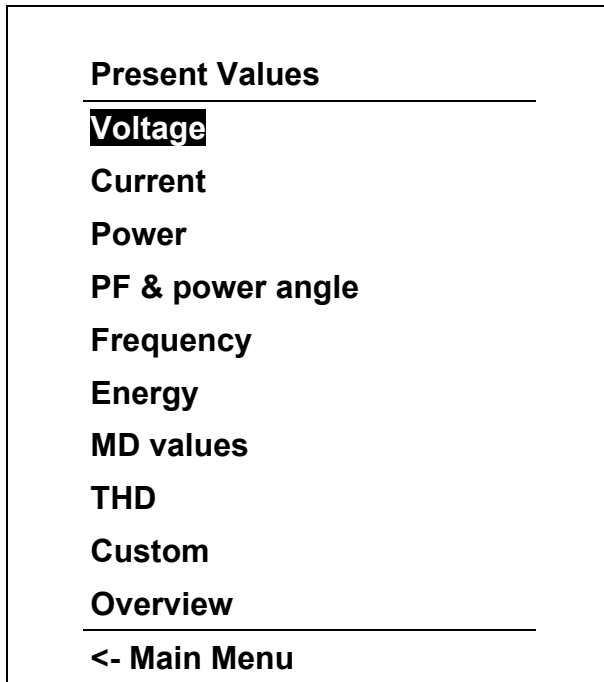 Present Values
Voltage
Current
Power
PF & power angle
Frequency
Energy
MD values
THD
Custom
Overview
<- Main Menu